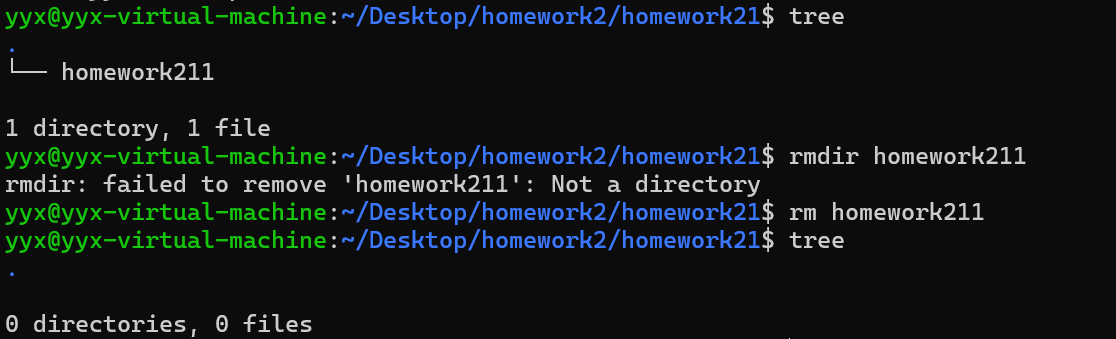 yyx@yyx-virtual-machine:~/Desktop/homework2/homework21$ tree
.
└── homework211
1 directory, 1 file
yyx@yyx-virtual-machine:~/Desktop/homework2/homework21$ rmdir homework211
rmdir: failed to remove 'homework211': Not a directory
yyx@yyx-virtual-machine:~/Desktop/homework2/homework21$ rm homework211
yyx@yyx-virtual-machine:~/Desktop/homework2/homework21$ tree
.
0 directories, 0 files